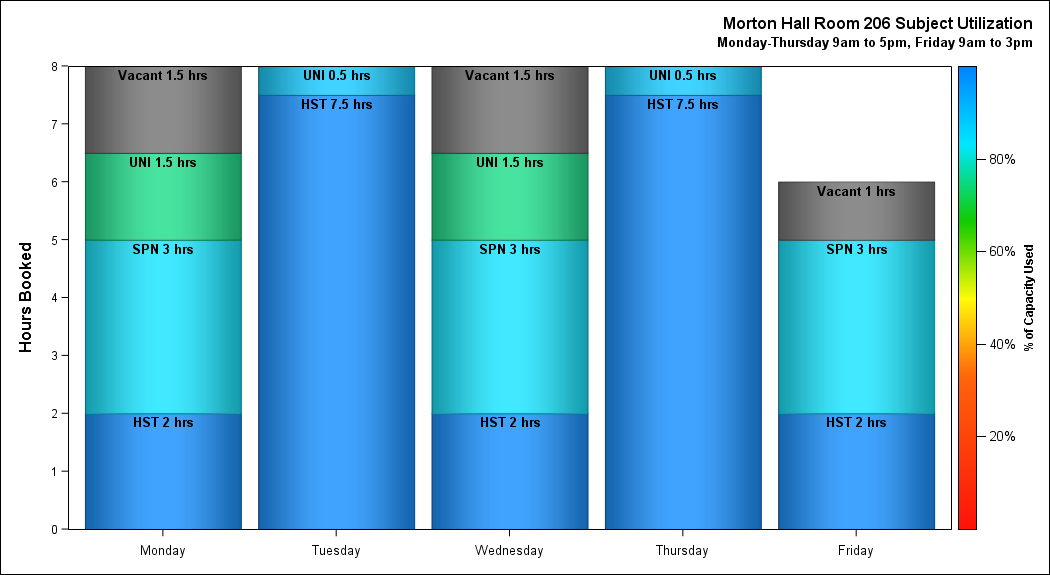 Morton Hall Room 206 Subject Utilization
Monday-Thursday 9am to 5pm, Friday 9am to 3pm
Hours Booked
8
7
6
5
4
3
2
1
0
Vacant 1.5 hrs
UNI 1.5 hrs
SPN 3 hrs
HST 2 hrs
UNI 0.5 hrs
HST 7.5 hrs
Vacant 1.5 hrs
UNI 1.5 hrs
SPN 3 hrs
HST 2 hrs
UNI 0.5 hrs
HST 7.5 hrs
Vacant 1 hrs
SPN 3 hrs
HST 2 hrs
Monday
Tuesday
Wednesday
Thursday
Friday
80%
60%
40%
20%
% of Capacity Used